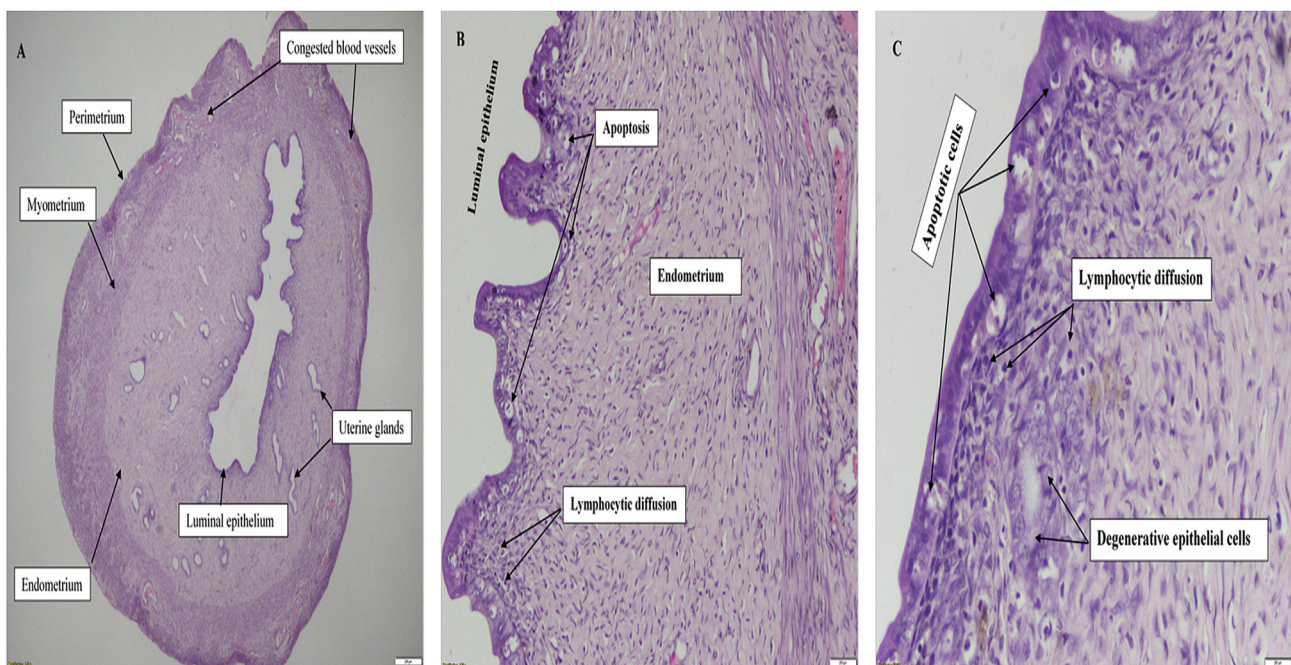 A
Congested blood vessels
Perimetrium
Myometrium
Uterine glands
Luminal epithelium
Endometrium
B
Luminal epithelium
Apoptosis
Endometrium
Lymphocytic diffusion
C
Apoptotic cells
Lymphocytic diffusion
Degenerative epithelial cells